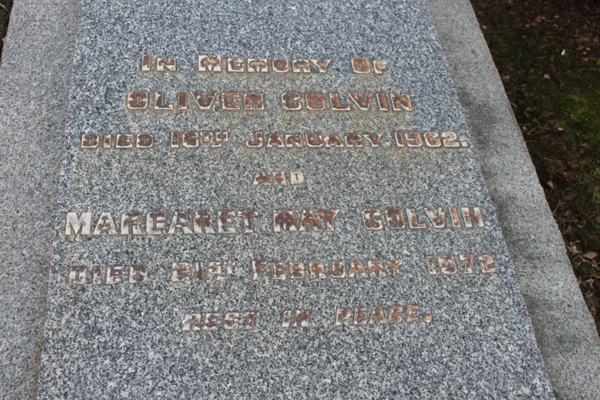 In Memory Of
Oliver Colvin
Died 16th January 1962.
and
Margaret May Colvin
Died 21st February 1972
Rest in Peace.